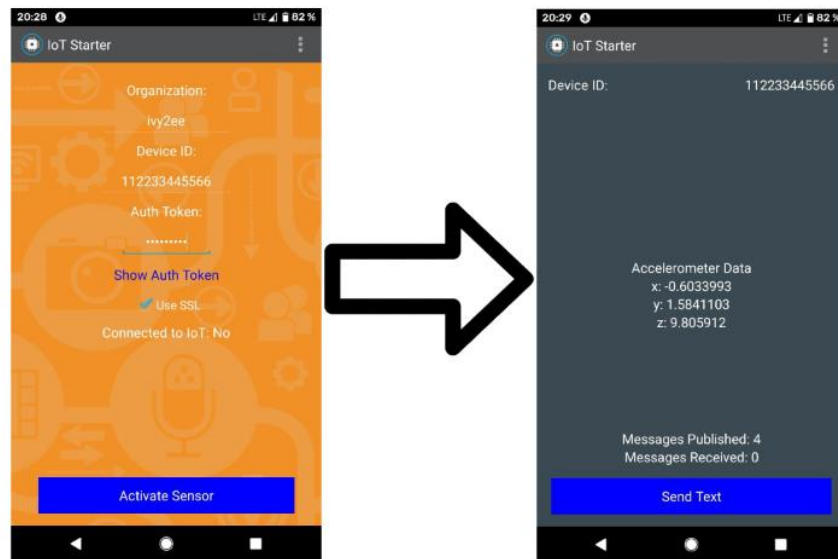 20:28 LTE 82 %
IoT Starter
Organization:
ivy2ee
Device ID:
112233445566
Auth Token:
•••••••••
Show Auth Token
Use SSL
Connected to IoT: No
Activate Sensor
20:29 LTE 82 %
IoT Starter
Device ID: 112233445566
Accelerometer Data
x: -0.6033993
y: 1.5841103
z: 9.805912
Messages Published: 4
Messages Received: 0
Send Text